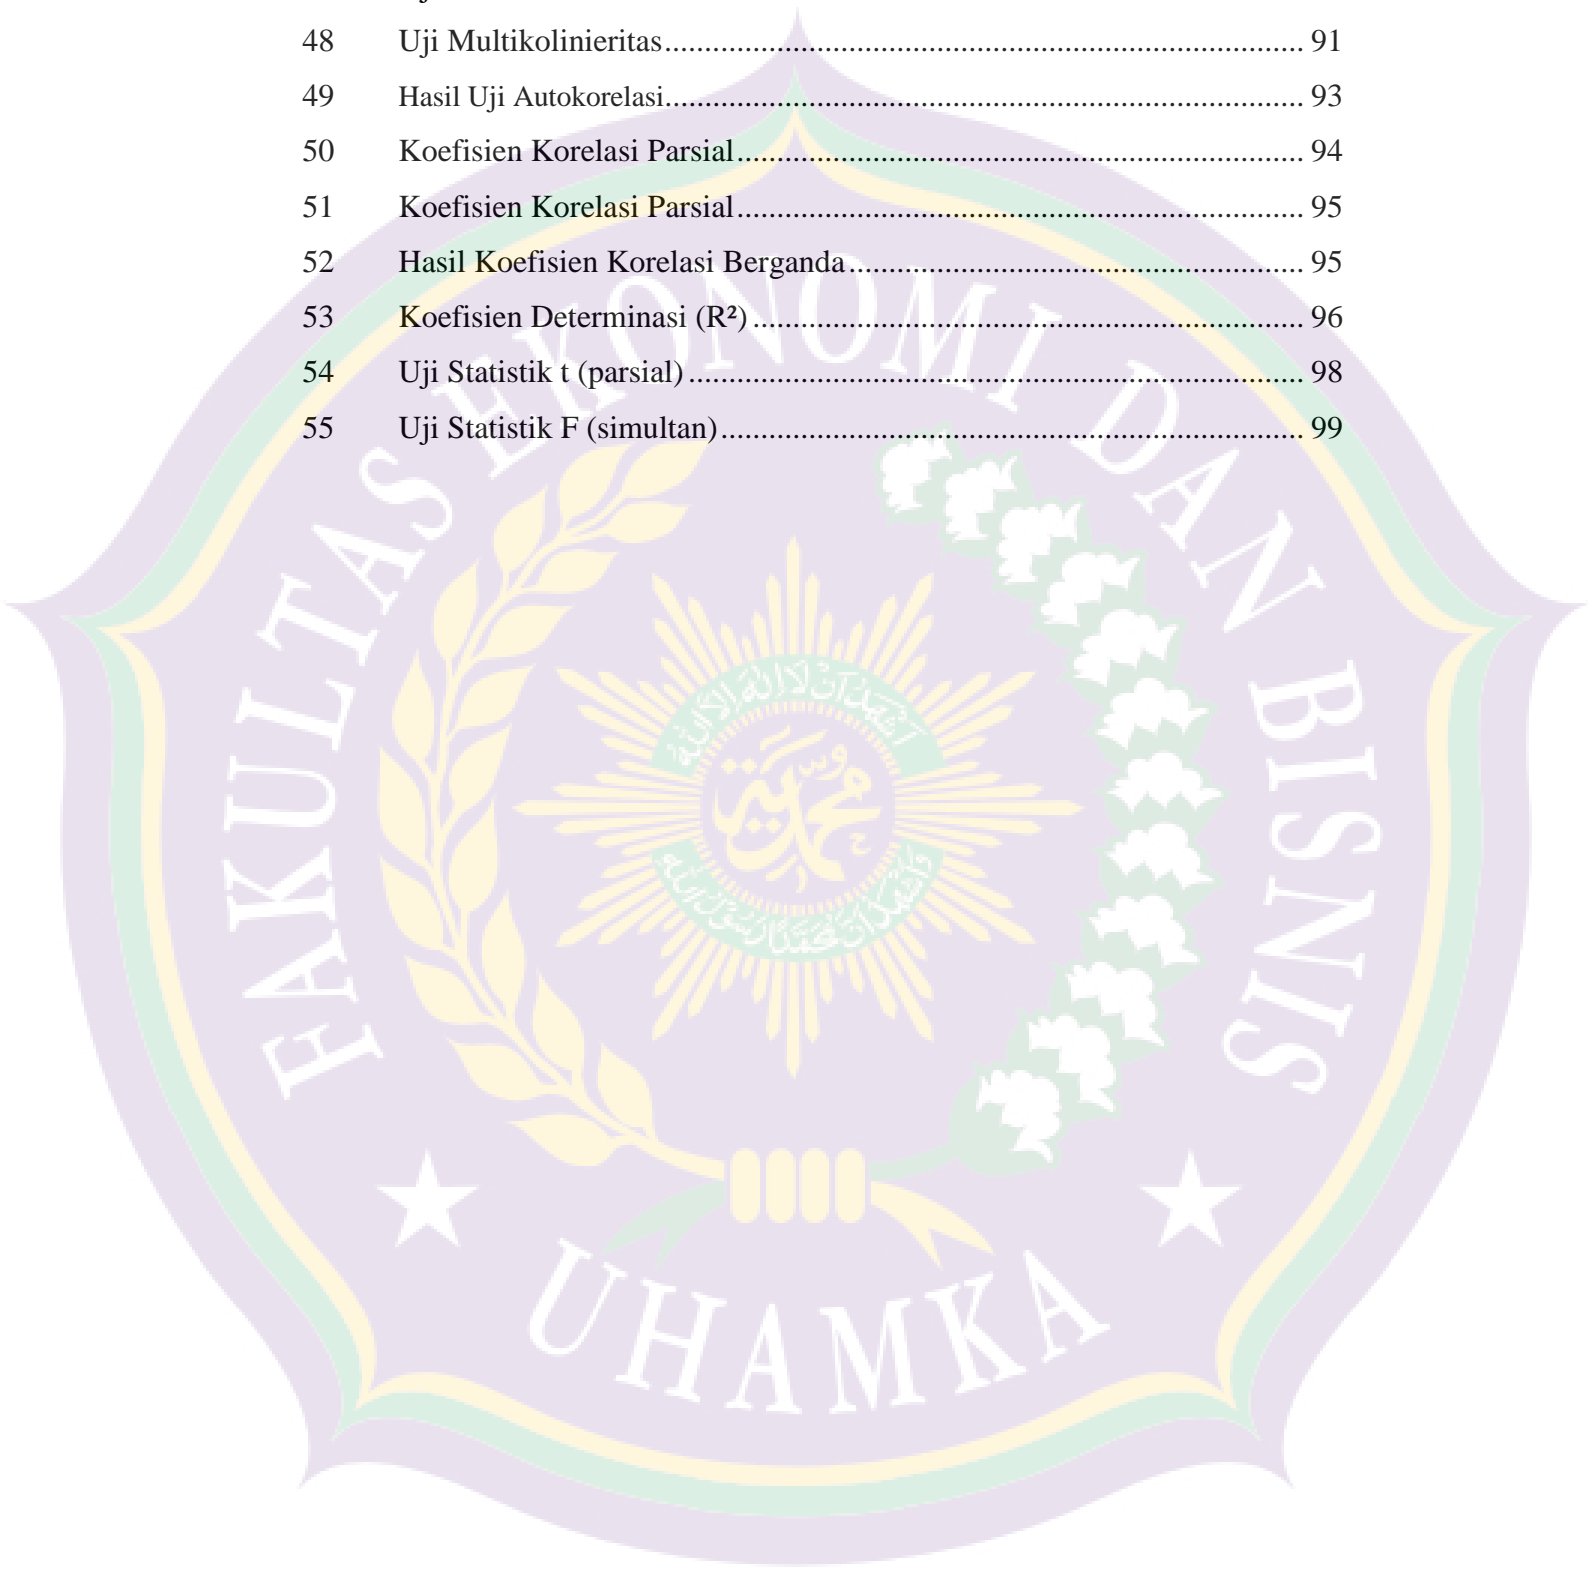 48 Uji Multikolinieritas................................................................................ 91
49 Hasil Uji Autokorelasi................................................................................ 93
50 Koefisien Korelasi Parsial....................................................................... 94
51 Koefisien Korelasi Parsial....................................................................... 95
52 Hasil Koefisien Korelasi Berganda......................................................... 95
53 Koefisien Determinasi (R²)..................................................................... 96
54 Uji Statistik t (parsial)............................................................................. 98
55 Uji Statistik F (simultan)......................................................................... 99
FAKULTAS EKONOMI DAN BISNIS
محمدية
UHAMKA